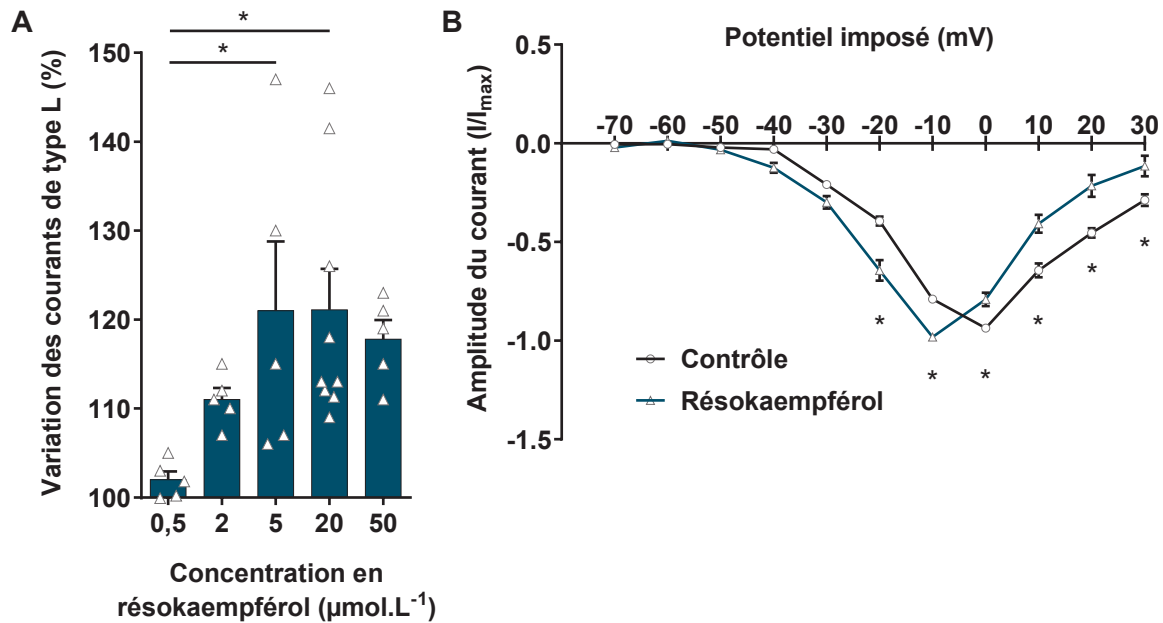 A
Variation des courants de type L (%)
*
*
150
140
130
120
110
100
0,5 2 5 20 50
Concentration en
résokaempférol (µmol.L-1)
B
Potentiel imposé (mV)
Amplitude du courant (I/Imax)
0.5
0.0
-0.5
-1.0
-1.5
-70 -60 -50 -40 -30 -20 -10 0 10 20 30
* * * * * *
Contrôle
Résokaempférol